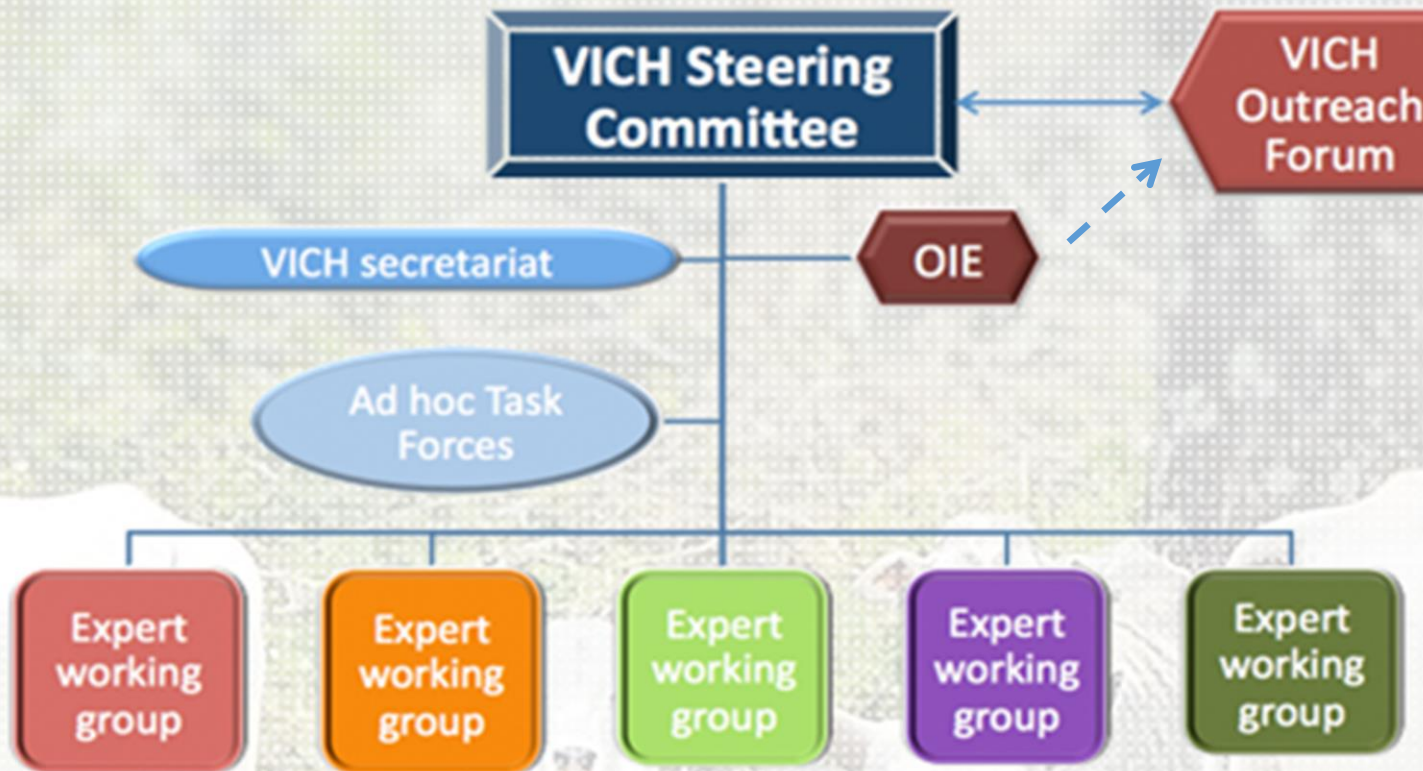 VICH Steering
Committee
VICH
Outreach
Forum
VICH secretariat
OIE
Ad hoc Task
Forces
Expert
working
group
Expert
working
group
Expert
working
group
Expert
working
group
Expert
working
group